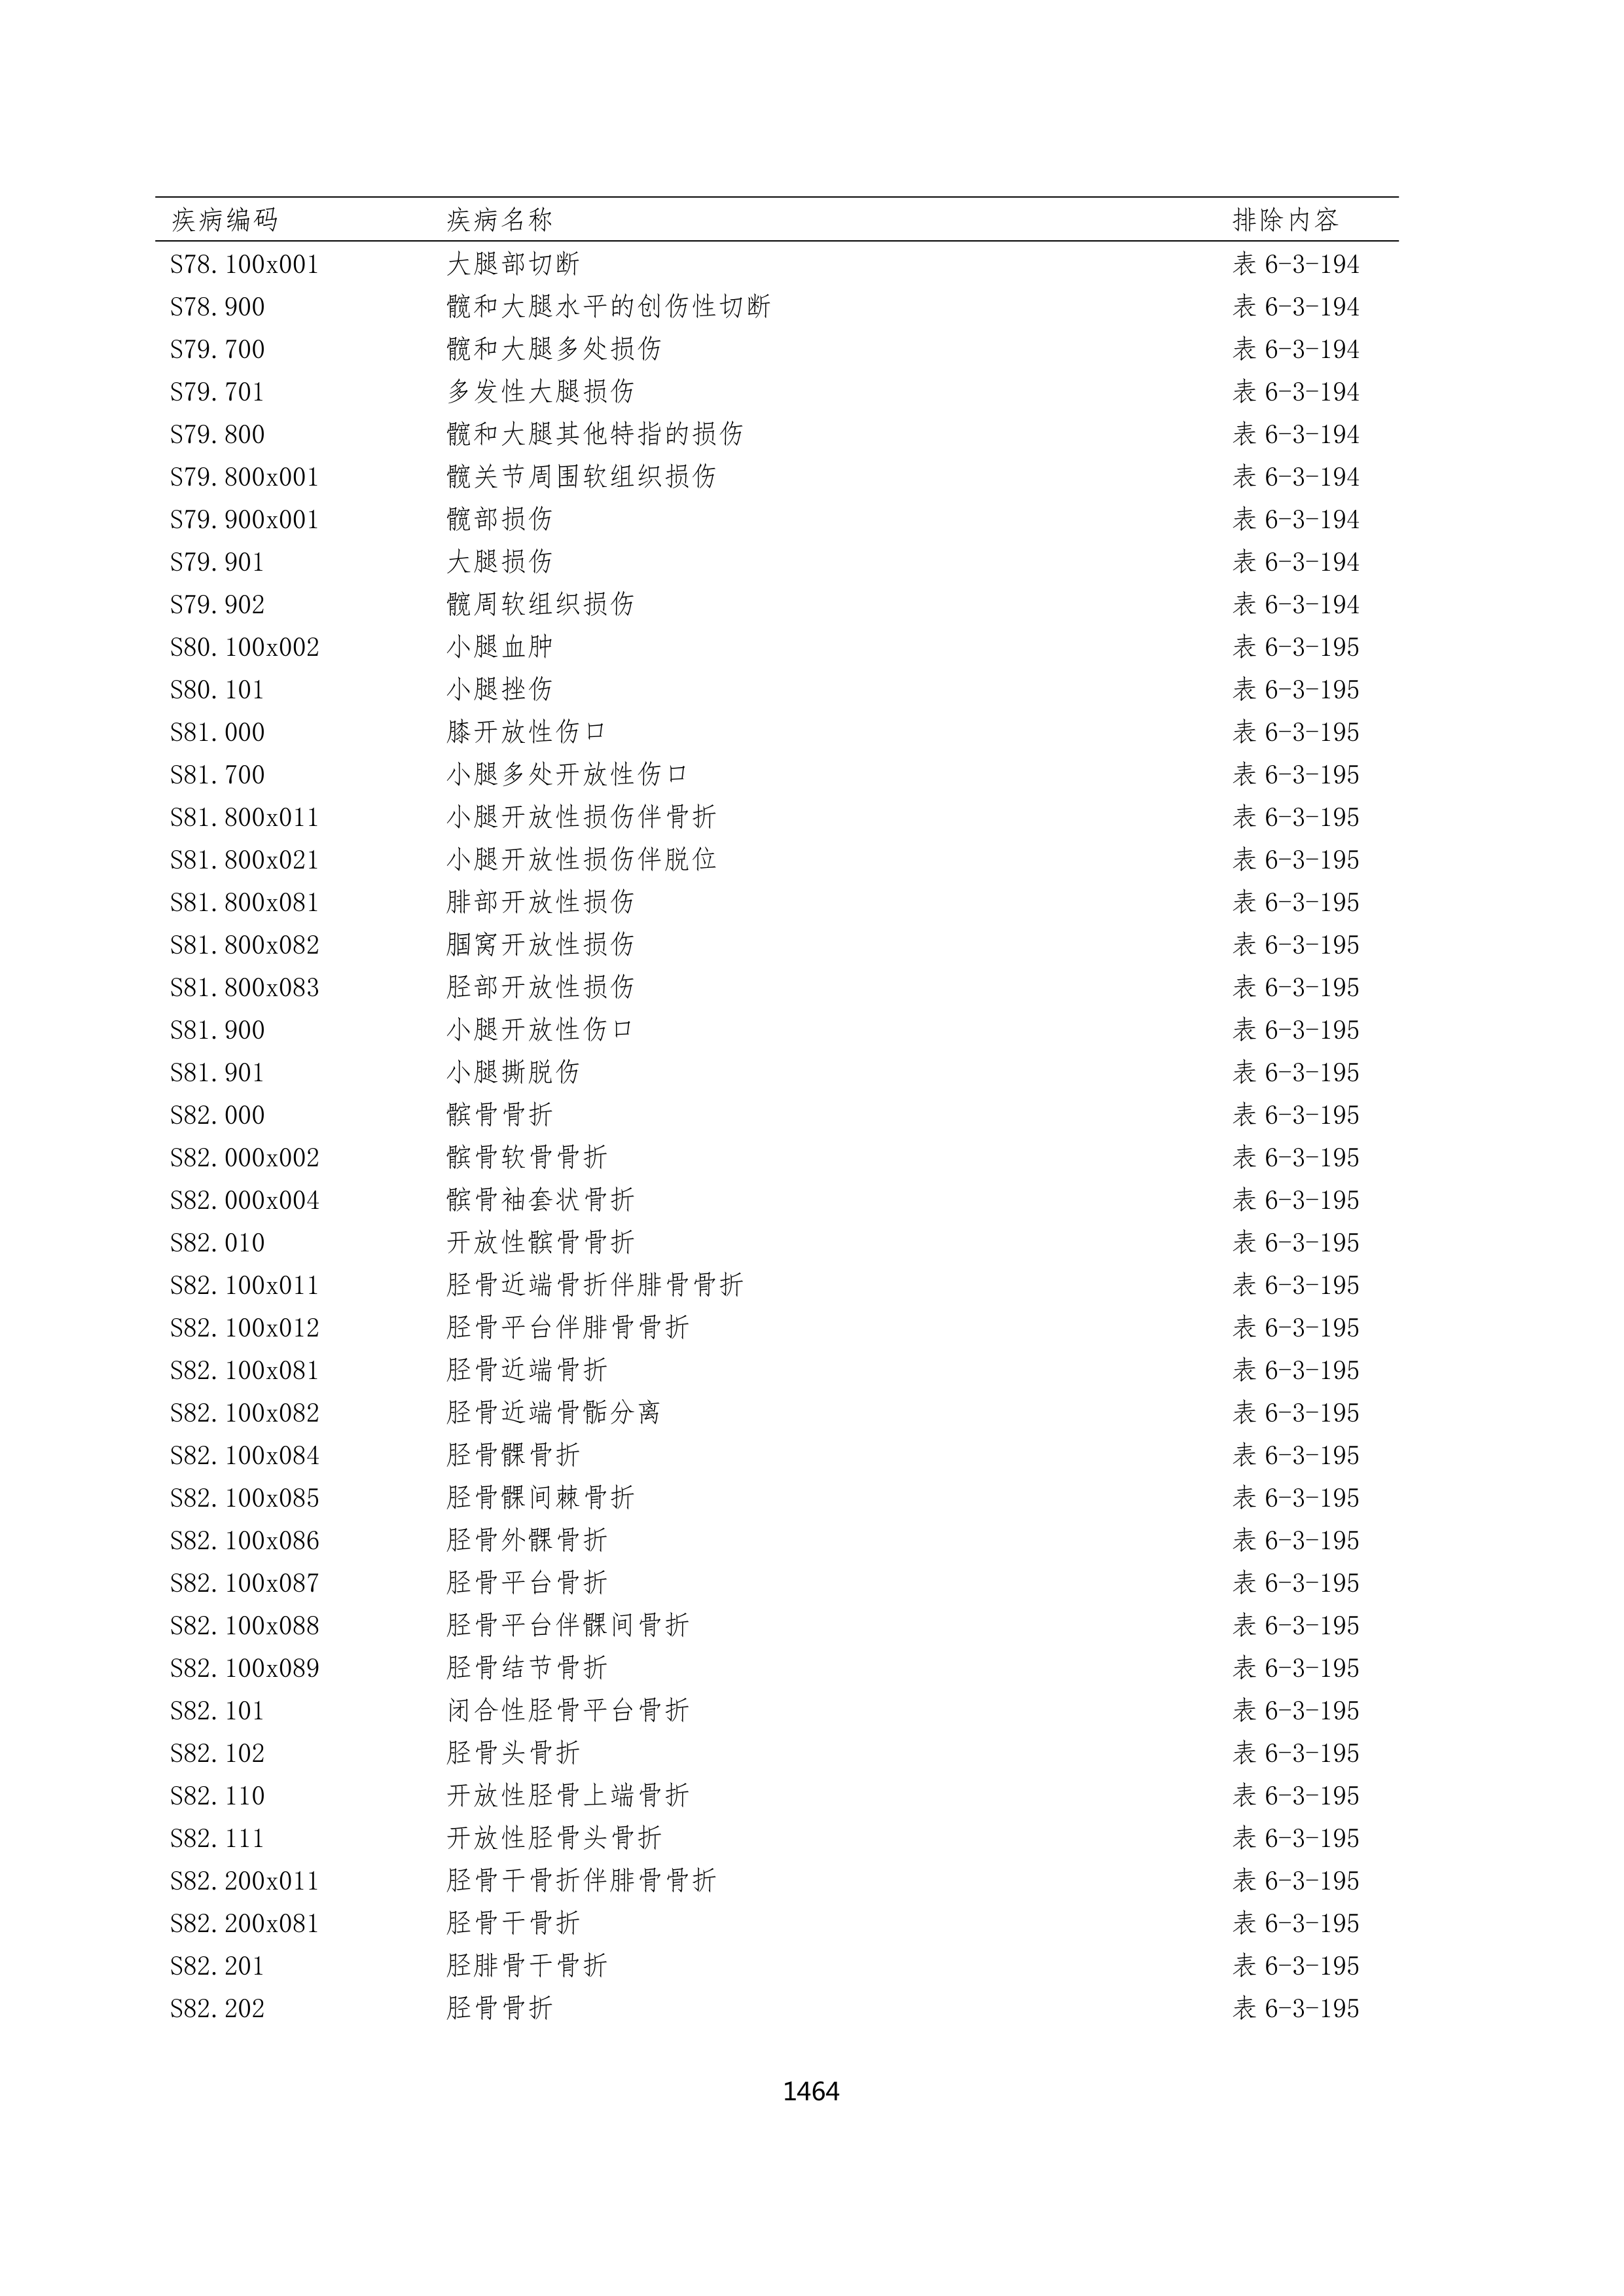 疾病编码 疾病名称 排除内容
S78.100x001 大腿部切断 表 6-3-194
S78.900 髋和大腿水平的创伤性切断 表 6-3-194
S79.700 髋和大腿多处损伤 表 6-3-194
S79.701 多发性大腿损伤 表 6-3-194
S79.800 髋和大腿其他特指的损伤 表 6-3-194
S79.800x001 髋关节周围软组织损伤 表 6-3-194
S79.900x001 髋部损伤 表 6-3-194
S79.901 大腿损伤 表 6-3-194
S79.902 髋周软组织损伤 表 6-3-194
S80.100x002 小腿血肿 表 6-3-195
S80.101 小腿挫伤 表 6-3-195
S81.000 膝开放性伤口 表 6-3-195
S81.700 小腿多处开放性伤口 表 6-3-195
S81.800x011 小腿开放性损伤伴骨折 表 6-3-195
S81.800x021 小腿开放性损伤伴脱位 表 6-3-195
S81.800x081 腓部开放性损伤 表 6-3-195
S81.800x082 腘窝开放性损伤 表 6-3-195
S81.800x083 胫部开放性损伤 表 6-3-195
S81.900 小腿开放性伤口 表 6-3-195
S81.901 小腿撕脱伤 表 6-3-195
S82.000 髌骨骨折 表 6-3-195
S82.000x002 髌骨软骨骨折 表 6-3-195
S82.000x004 髌骨袖套状骨折 表 6-3-195
S82.010 开放性髌骨骨折 表 6-3-195
S82.100x011 胫骨近端骨折伴腓骨骨折 表 6-3-195
S82.100x012 胫骨平台伴腓骨骨折 表 6-3-195
S82.100x081 胫骨近端骨折 表 6-3-195
S82.100x082 胫骨近端骨骺分离 表 6-3-195
S82.100x084 胫骨髁骨折 表 6-3-195
S82.100x085 胫骨髁间棘骨折 表 6-3-195
S82.100x086 胫骨外髁骨折 表 6-3-195
S82.100x087 胫骨平台骨折 表 6-3-195
S82.100x088 胫骨平台伴髁间骨折 表 6-3-195
S82.100x089 胫骨结节骨折 表 6-3-195
S82.101 闭合性胫骨平台骨折 表 6-3-195
S82.102 胫骨头骨折 表 6-3-195
S82.110 开放性胫骨上端骨折 表 6-3-195
S82.111 开放性胫骨头骨折 表 6-3-195
S82.200x011 胫骨干骨折伴腓骨骨折 表 6-3-195
S82.200x081 胫骨干骨折 表 6-3-195
S82.201 胫腓骨干骨折 表 6-3-195
S82.202 胫骨骨折 表 6-3-195
1464